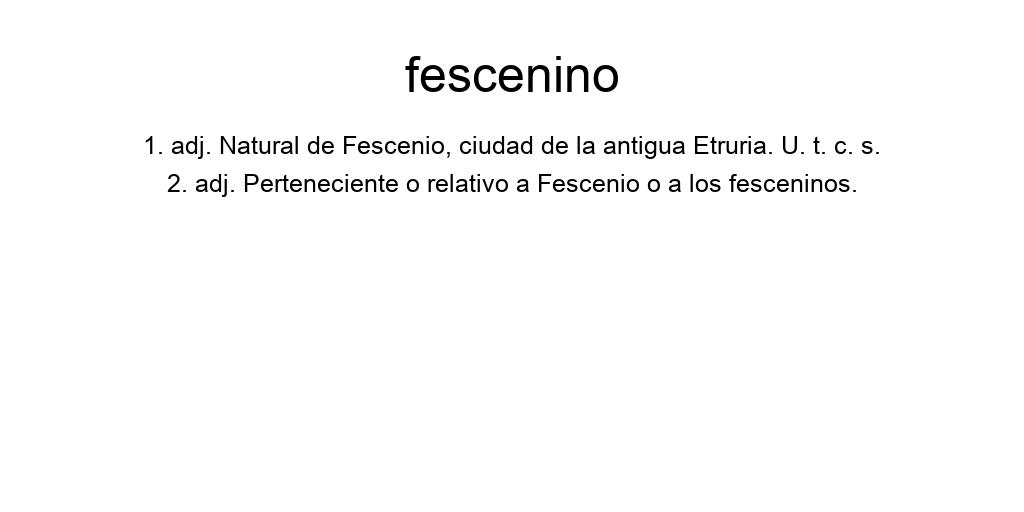 fescenino
1. adj. Natural de Fescenio, ciudad de la antigua Etruria. U. t. c. s.
2. adj. Perteneciente o relativo a Fescenio o a los fesceninos.